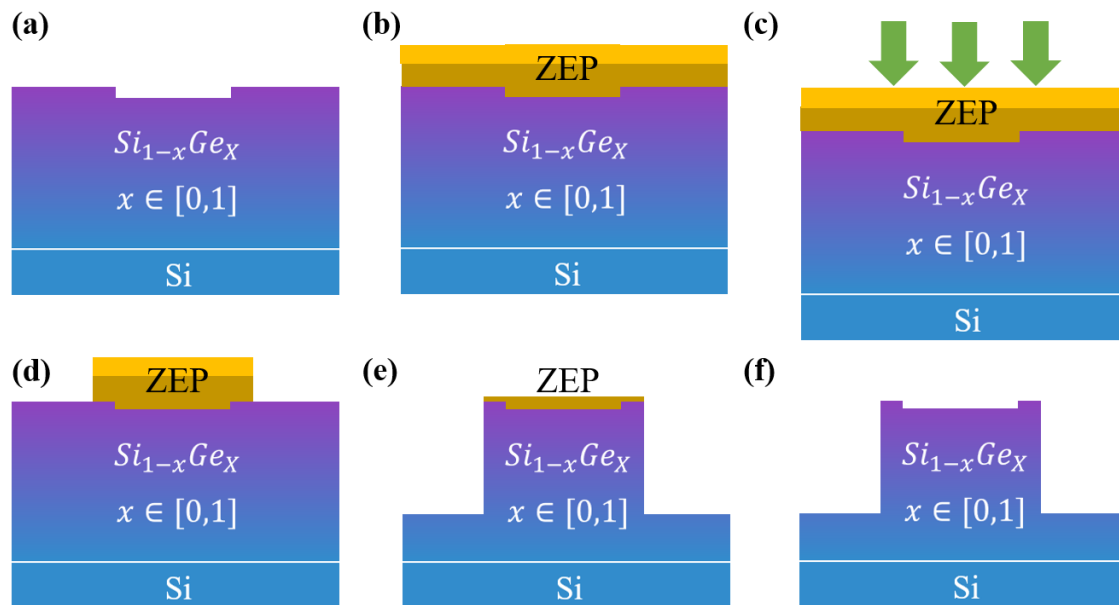 (a)
Si₁₋ₓGeX
x ∈ [0,1]
Si
(b)
ZEP
Si₁₋ₓGeX
x ∈ [0,1]
Si
(c)
ZEP
Si₁₋ₓGeX
x ∈ [0,1]
Si
(d)
ZEP
Si₁₋ₓGeX
x ∈ [0,1]
Si
(e)
ZEP
Si₁₋ₓGeX
x ∈ [0,1]
Si
(f)
Si₁₋ₓGeX
x ∈ [0,1]
Si